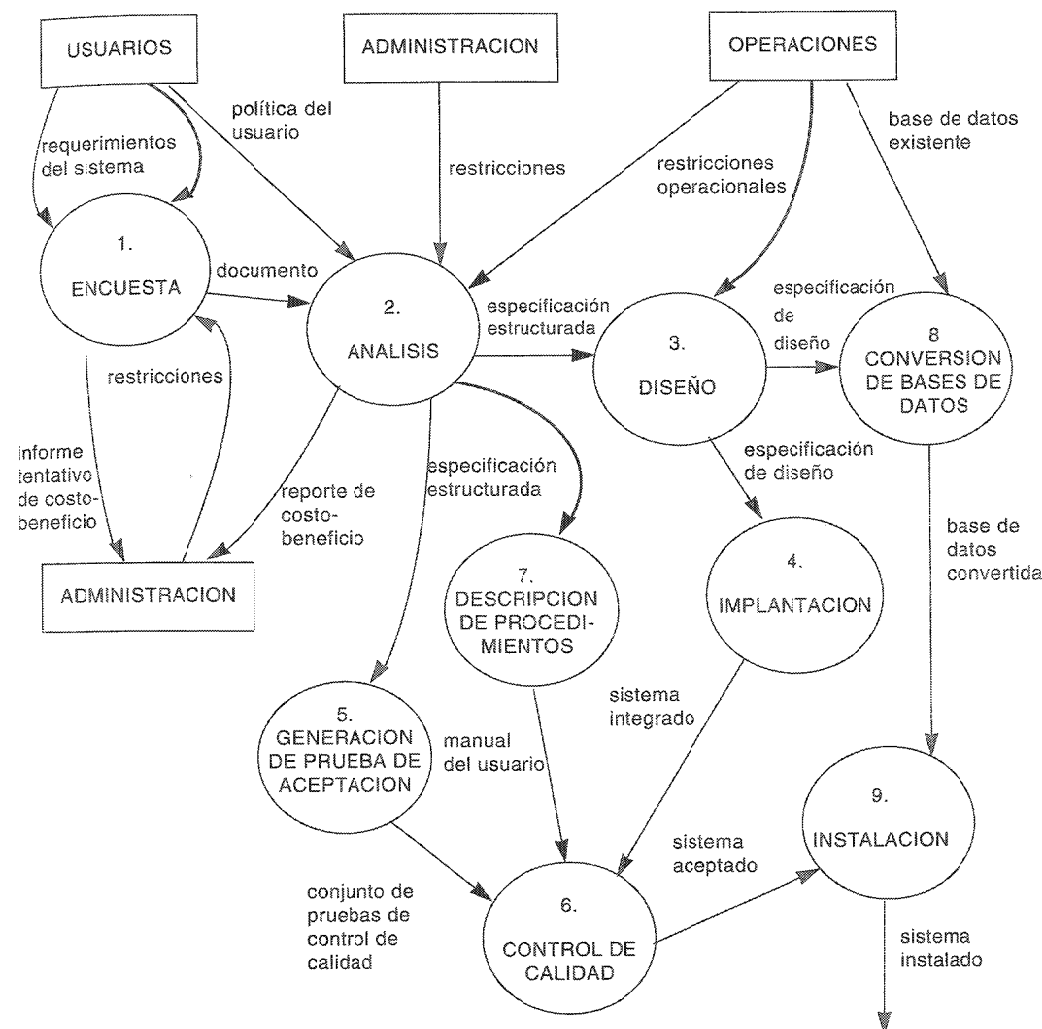 USUARIOS
ADMINISTRACION
OPERACIONES
política del
usuario
base de datos
existente
requerimientos
del sistema
restricciones
restricciones
operacionales
1.
ENCUESTA
documento
2.
ANALISIS
especificación
estructurada
3.
DISEÑO
especificación
de
diseño
8
CONVERSION
DE BASES DE
DATOS
restricciones
informe
tentativo
de costo-
beneficio
reporte de
costo-
beneficio
especificación
estructurada
especificación
de diseño
base de
datos
convertida
ADMINISTRACION
7.
DESCRIPCION
DE PROCEDI-
MIENTOS
4.
IMPLANTACION
5.
GENERACION
DE PRUEBA DE
ACEPTACION
manual
del usuario
sistema
integrado
9.
INSTALACION
conjunto de
pruebas de
control de
calidad
6.
CONTROL DE
CALIDAD
sistema
aceptado
sistema
instalado